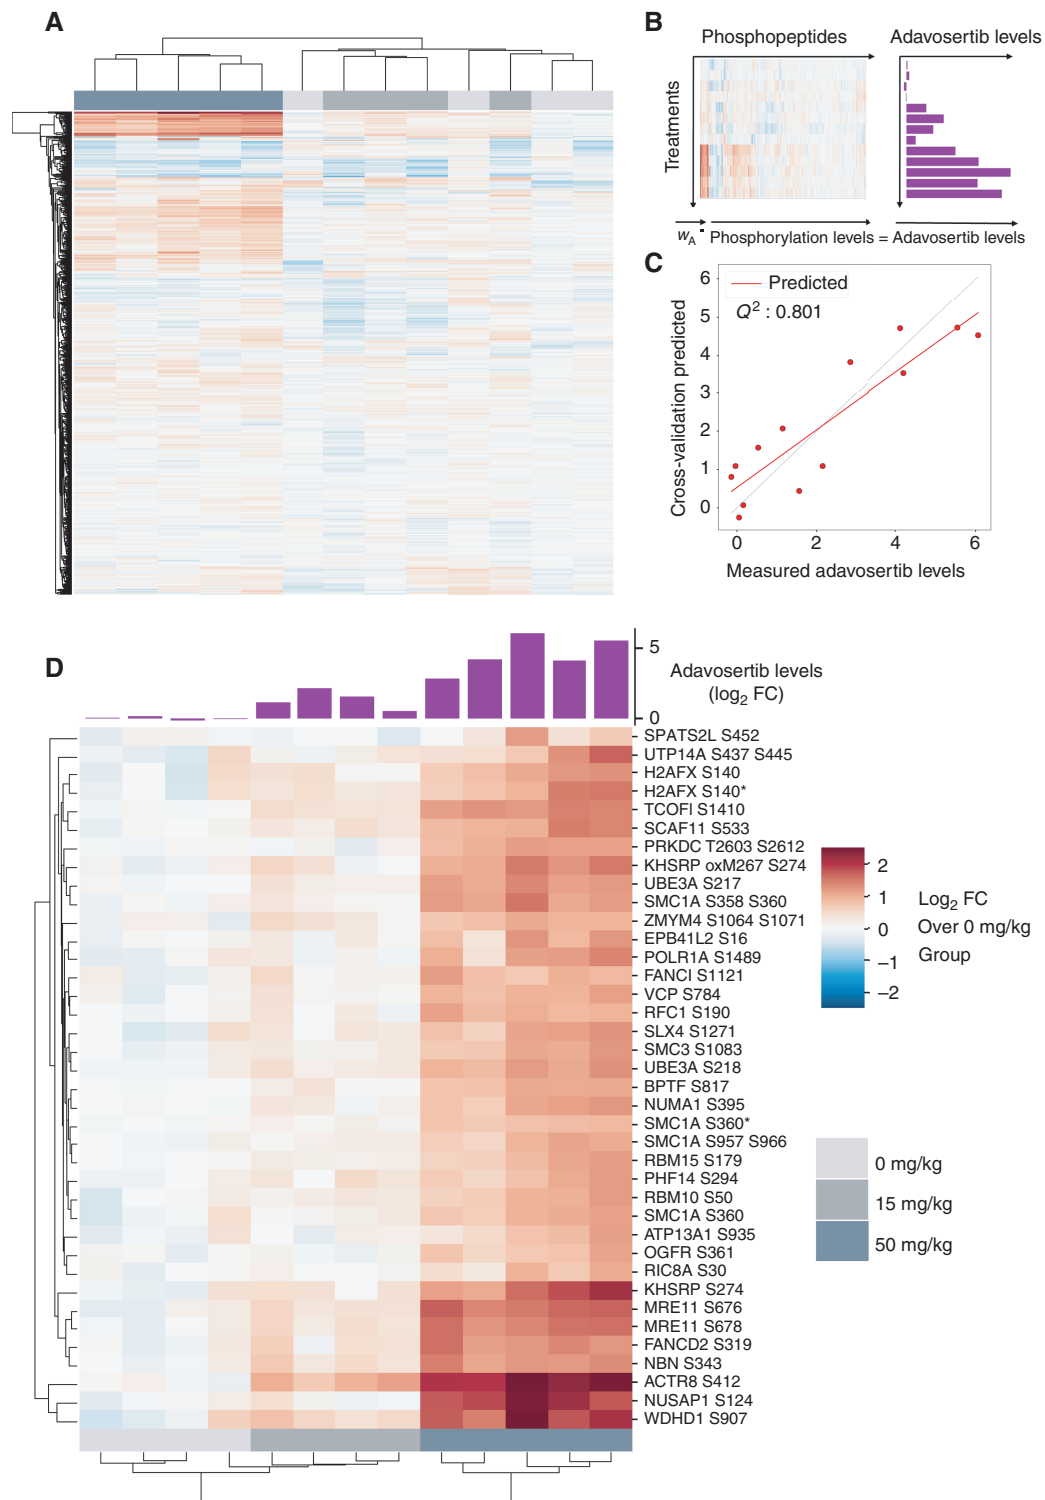 A
B
Phosphopeptides
Adavosertib levels
Treatments
wA · Phosphorylation levels = Adavosertib levels
C
6
5
4
3
2
1
0
Cross-validation predicted
Predicted
Q² : 0.801
0 2 4 6
Measured adavosertib levels
D
5
0
Adavosertib levels
(log₂ FC)
SPATS2L S452
UTP14A S437 S445
H2AFX S140
H2AFX S140*
TCOFI S1410
SCAF11 S533
PRKDC T2603 S2612
KHSRP oxM267 S274
UBE3A S217
SMC1A S358 S360
ZMYM4 S1064 S1071
EPB41L2 S16
POLR1A S1489
FANCI S1121
VCP S784
RFC1 S190
SLX4 S1271
SMC3 S1083
UBE3A S218
BPTF S817
NUMA1 S395
SMC1A S360*
SMC1A S957 S966
RBM15 S179
PHF14 S294
RBM10 S50
SMC1A S360
ATP13A1 S935
OGFR S361
RIC8A S30
KHSRP S274
MRE11 S676
MRE11 S678
FANCD2 S319
NBN S343
ACTR8 S412
NUSAP1 S124
WDHD1 S907
2
1
0
−1
−2
Log₂ FC
Over 0 mg/kg
Group
0 mg/kg
15 mg/kg
50 mg/kg